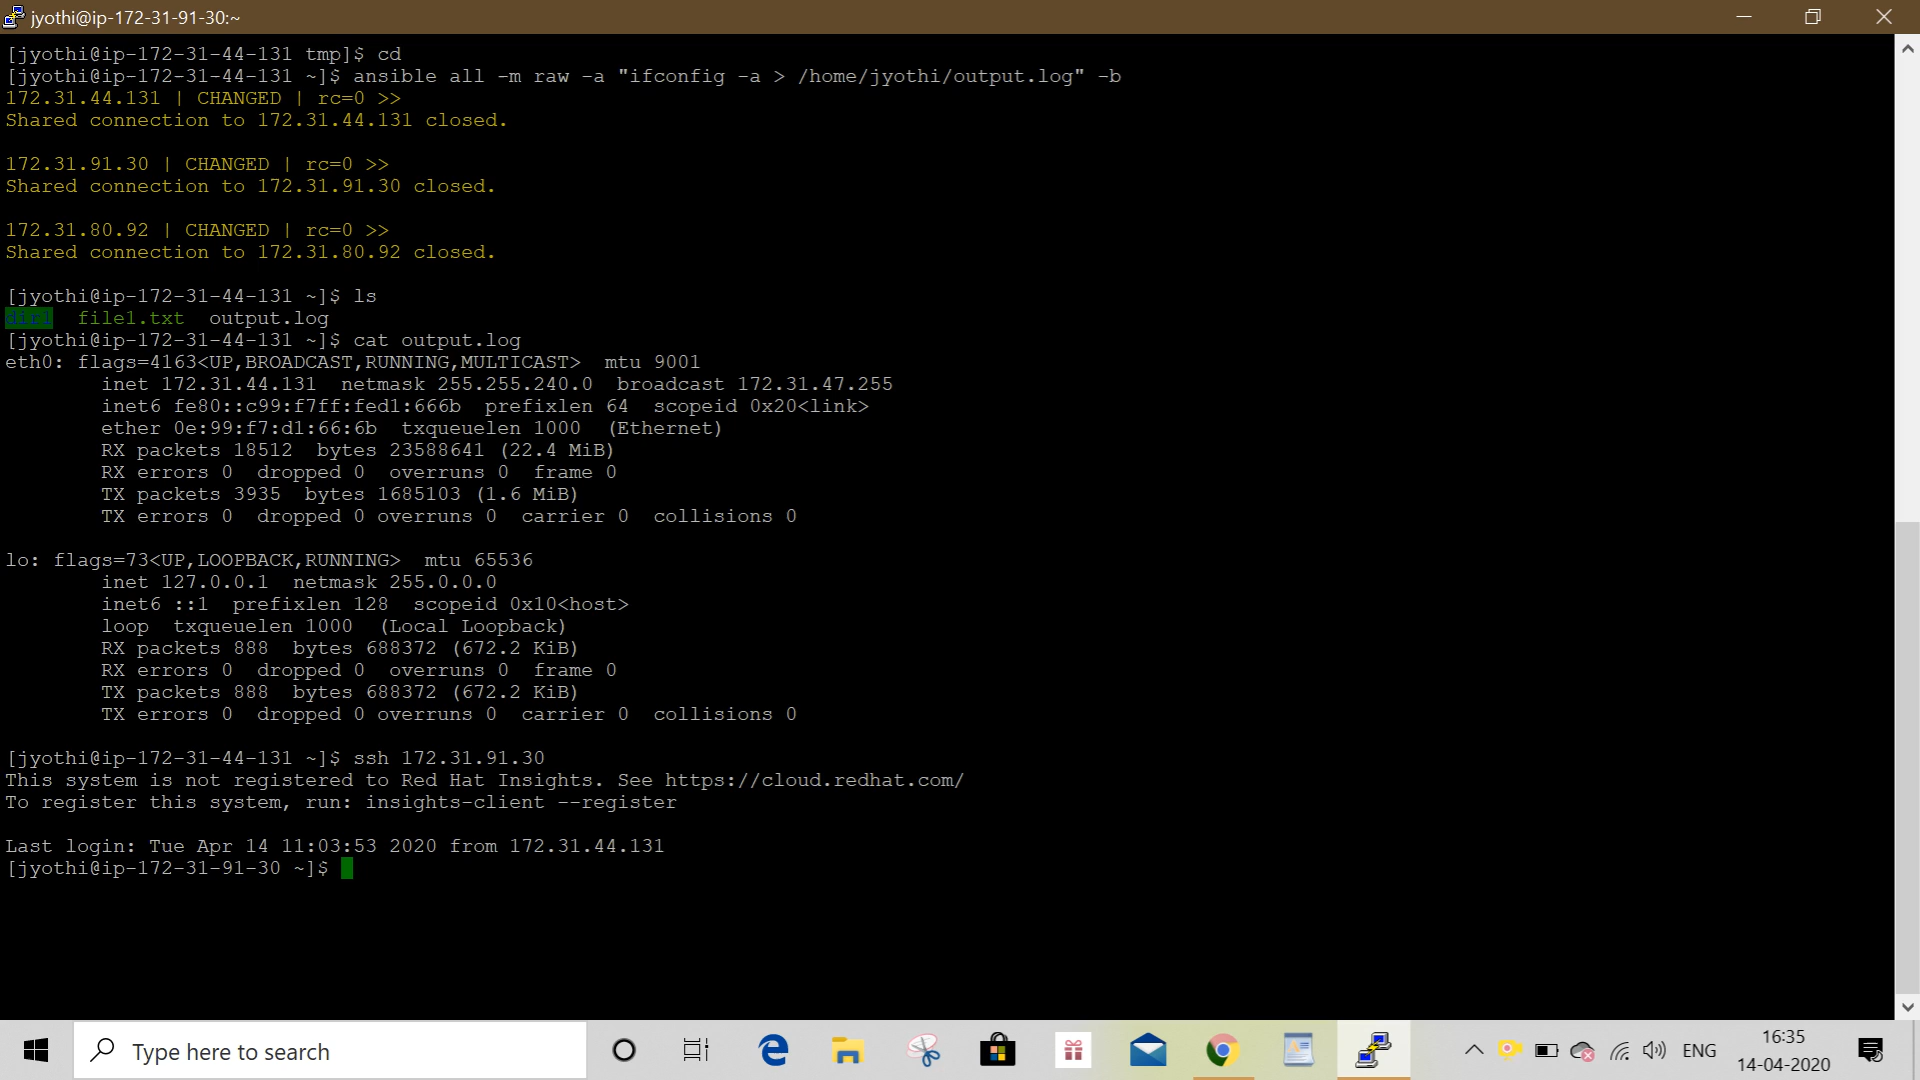 jyothi@ip-172-31-91-30:~
[jyothi@ip-172-31-44-131 tmp]$ cd
[jyothi@ip-172-31-44-131 ~]$ ansible all -m raw -a "ifconfig -a > /home/jyothi/output.log" -b
172.31.44.131 | CHANGED | rc=0 >>
Shared connection to 172.31.44.131 closed.

172.31.91.30 | CHANGED | rc=0 >>
Shared connection to 172.31.91.30 closed.

172.31.80.92 | CHANGED | rc=0 >>
Shared connection to 172.31.80.92 closed.

[jyothi@ip-172-31-44-131 ~]$ ls
dir1  file1.txt  output.log
[jyothi@ip-172-31-44-131 ~]$ cat output.log
eth0: flags=4163<UP,BROADCAST,RUNNING,MULTICAST>  mtu 9001
        inet 172.31.44.131  netmask 255.255.240.0  broadcast 172.31.47.255
        inet6 fe80::c99:f7ff:fed1:666b  prefixlen 64  scopeid 0x20<link>
        ether 0e:99:f7:d1:66:6b  txqueuelen 1000  (Ethernet)
        RX packets 18512  bytes 23588641 (22.4 MiB)
        RX errors 0  dropped 0  overruns 0  frame 0
        TX packets 3935  bytes 1685103 (1.6 MiB)
        TX errors 0  dropped 0 overruns 0  carrier 0  collisions 0

lo: flags=73<UP,LOOPBACK,RUNNING>  mtu 65536
        inet 127.0.0.1  netmask 255.0.0.0
        inet6 ::1  prefixlen 128  scopeid 0x10<host>
        loop  txqueuelen 1000  (Local Loopback)
        RX packets 888  bytes 688372 (672.2 KiB)
        RX errors 0  dropped 0  overruns 0  frame 0
        TX packets 888  bytes 688372 (672.2 KiB)
        TX errors 0  dropped 0 overruns 0  carrier 0  collisions 0

[jyothi@ip-172-31-44-131 ~]$ ssh 172.31.91.30
This system is not registered to Red Hat Insights. See https://cloud.redhat.com/
To register this system, run: insights-client --register

Last login: Tue Apr 14 11:03:53 2020 from 172.31.44.131
[jyothi@ip-172-31-91-30 ~]$
Type here to search
ENG
16:35
14-04-2020